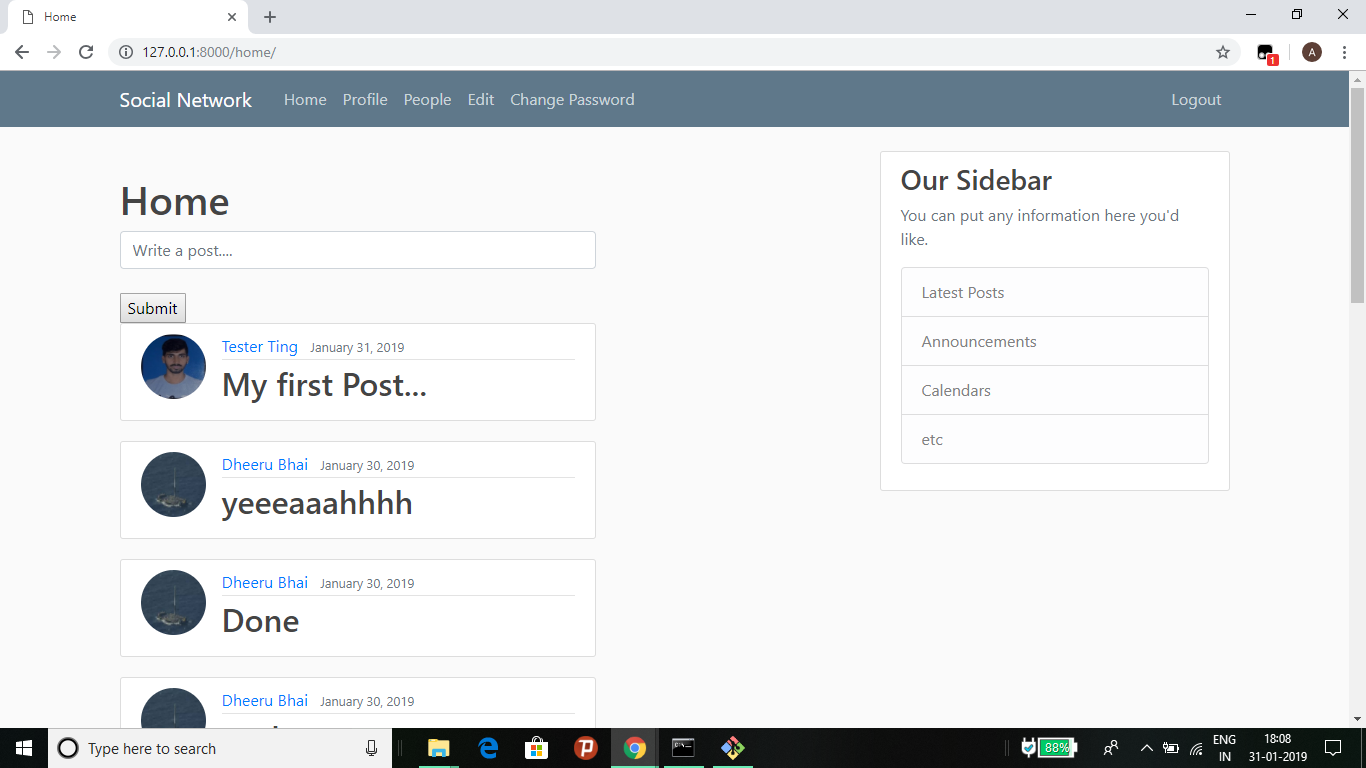 Home
127.0.0.1:8000/home/
A
1
Social Network Home Profile People Edit Change Password Logout
Home
Write a post....
Submit
Tester Ting January 31, 2019
My first Post...
Dheeru Bhai January 30, 2019
yeeeaaahhhh
Dheeru Bhai January 30, 2019
Done
Dheeru Bhai January 30, 2019
Our Sidebar
You can put any information here you'd
like.
Latest Posts
Announcements
Calendars
etc
Type here to search
88%
ENG
IN
18:08
31-01-2019